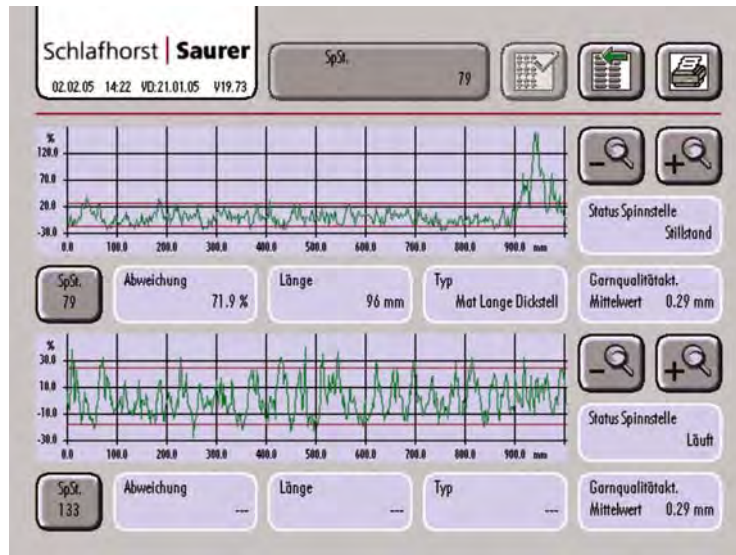 Schlafhorst | Saurer
02.02.05 14:22 VD:21.01.05 V19.73
SpSt.
79
%
120.0
70.0
20.0
-30.0
0.0 100.0 200.0 300.0 400.0 500.0 600.0 700.0 800.0 900.0 mm
Status Spinnstelle
Stillstand
SpSt.
79
Abweichung
71.9 %
Länge
96 mm
Typ
Mat Lange Dickstell
Garnqualitätakt.
Mittelwert 0.29 mm
%
30.0
10.0
-10.0
-30.0
0.0 100.0 200.0 300.0 400.0 500.0 600.0 700.0 800.0 900.0 mm
Status Spinnstelle
Läuft
SpSt.
133
Abweichung
---
Länge
---
Typ
---
Garnqualitätakt.
Mittelwert 0.29 mm